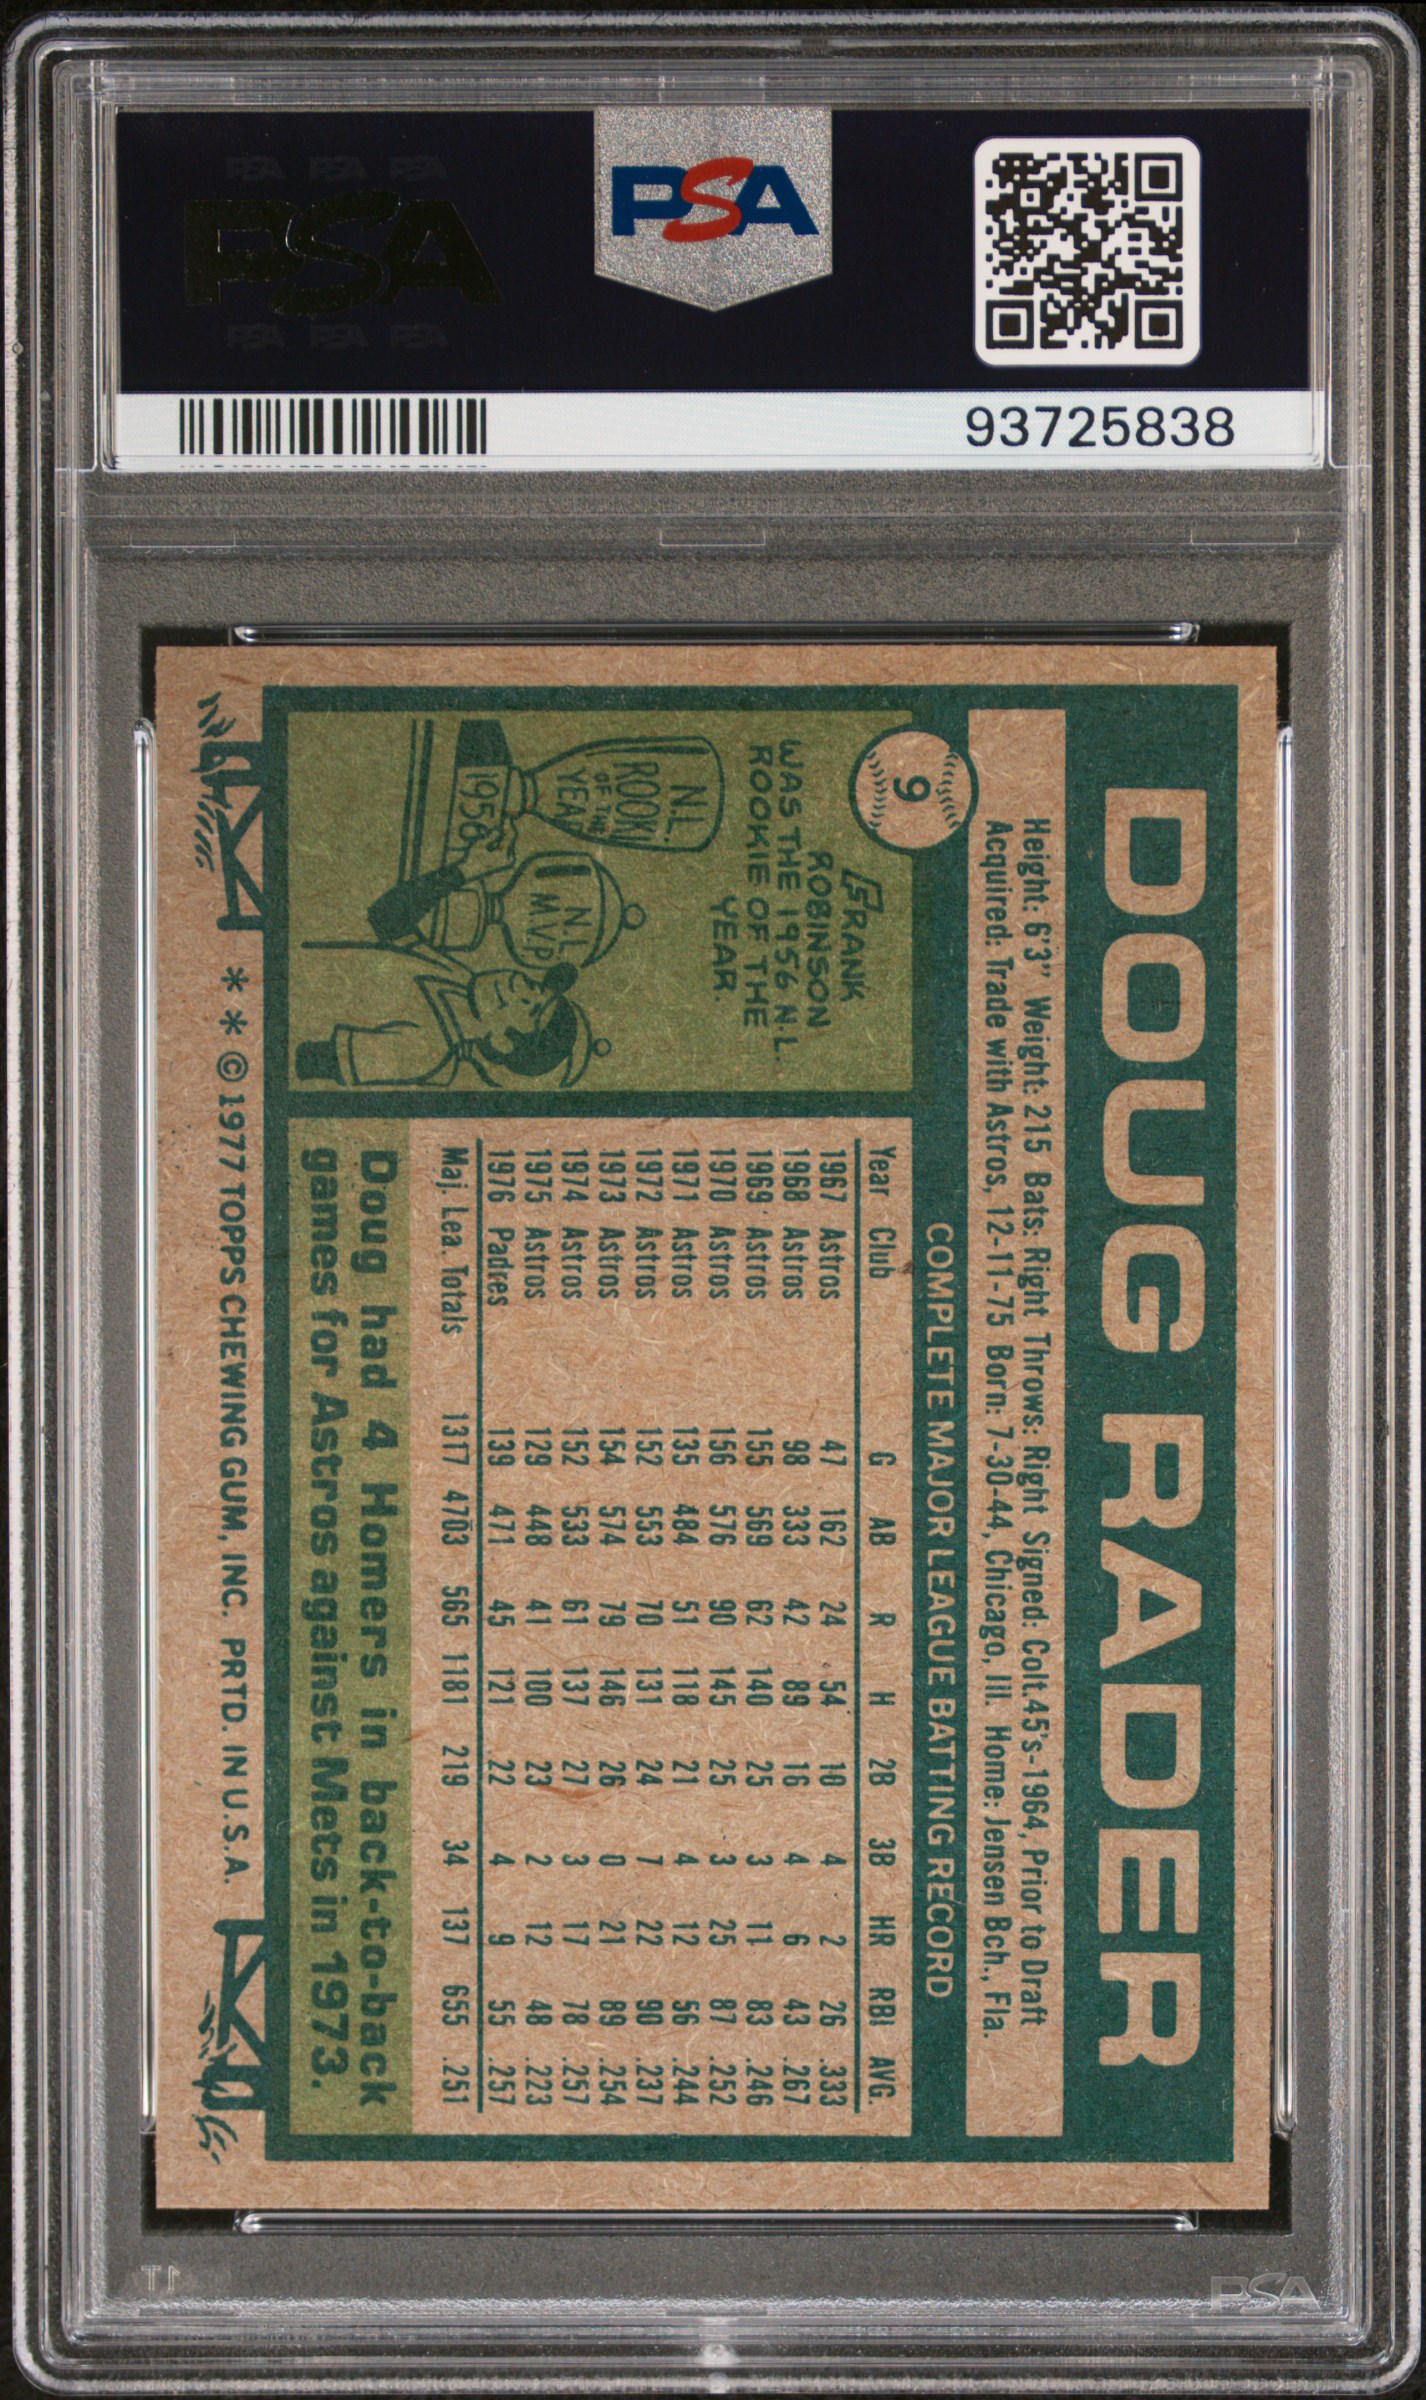 PSA PSA PSA
PSA
PSA PSA PSA
PSA
93725838
DOUG RADER
Height: 6'3" Weight: 215 Bats: Right Throws: Right Signed: Colt.45's-1964, Prior to Draft
Acquired: Trade with Astros, 12-11-75 Born: 7-30-44, Chicago, Ill. Home: Jensen Bch., Fla.
9
COMPLETE MAJOR LEAGUE BATTING RECORD
FRANK
ROBINSON
WAS THE 1956 N.L.
ROOKIE OF THE
YEAR.
N.L.
ROOKIE
OF THE
YEAR
1956
N.L.
MVP
Year Club G AB R H 2B 3B HR RBI AVG.
1967 Astros 47 162 24 54 10 4 2 26 .333
1968 Astros 98 333 42 89 16 4 6 43 .267
1969 Astros 155 569 62 140 25 3 11 83 .246
1970 Astros 156 576 90 145 25 3 25 87 .252
1971 Astros 135 484 51 118 21 4 12 56 .244
1972 Astros 152 553 70 131 24 7 22 90 .237
1973 Astros 154 574 79 146 26 0 21 89 .254
1974 Astros 152 533 61 137 27 3 17 78 .257
1975 Astros 129 448 41 100 23 2 12 48 .223
1976 Padres 139 471 45 121 22 4 9 55 .257
Maj. Lea. Totals 1317 4703 565 1181 219 34 137 655 .251
Doug had 4 Homers in back-to-back
games for Astros against Mets in 1973.
* * © 1977 TOPPS CHEWING GUM, INC. PRTD. IN U.S.A.
PSA